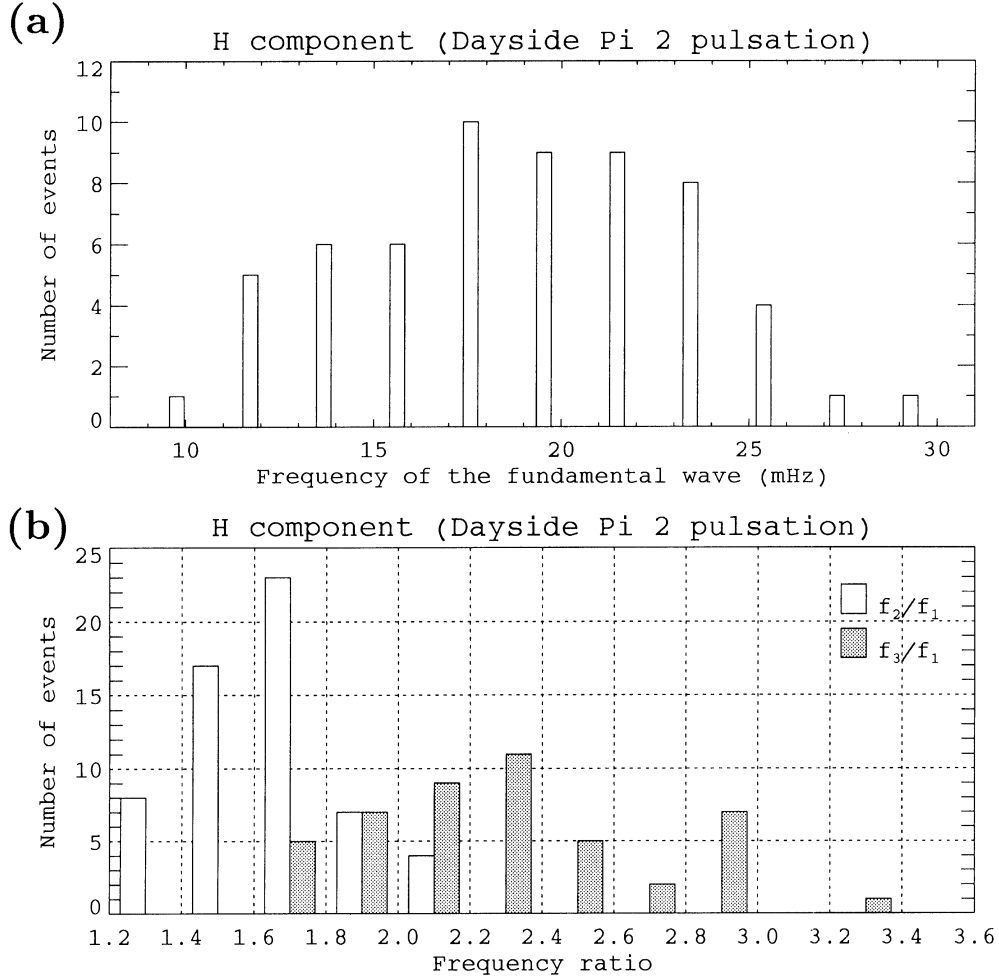 (a)
H component (Dayside Pi 2 pulsation)
12
10
8
6
4
2
0
Number of events
10 15 20 25 30
Frequency of the fundamental wave (mHz)
(b)
H component (Dayside Pi 2 pulsation)
25
20
15
10
5
0
Number of events
f₂/f₁
f₃/f₁
1.2 1.4 1.6 1.8 2.0 2.2 2.4 2.6 2.8 3.0 3.2 3.4 3.6
Frequency ratio